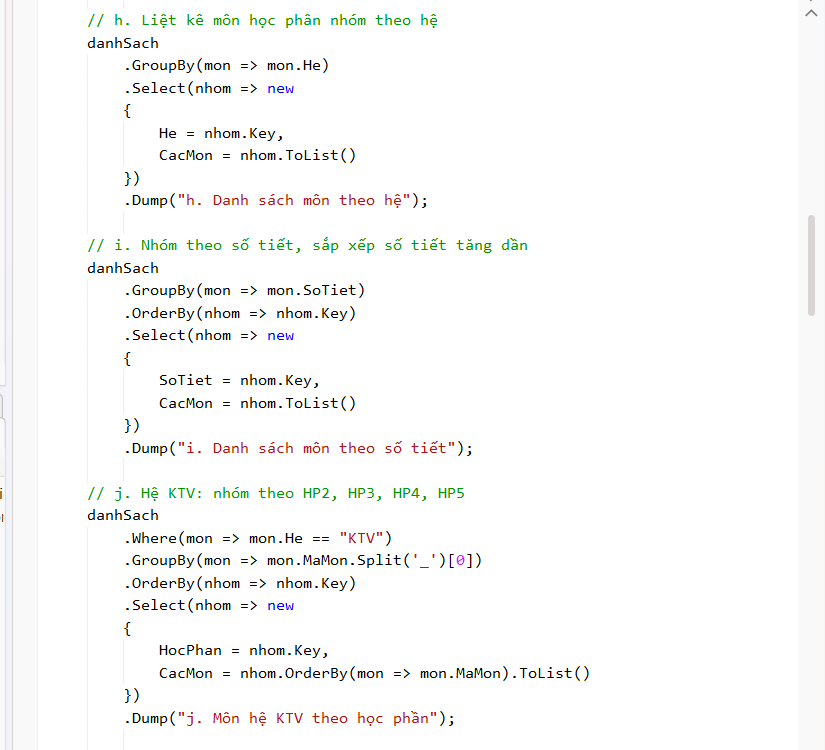 // h. Liệt kê môn học phân nhóm theo hệ
danhSach
.GroupBy(mon => mon.He)
.Select(nhom => new
{
He = nhom.Key,
CacMon = nhom.ToList()
})
.Dump("h. Danh sách môn theo hệ");
// i. Nhóm theo số tiết, sắp xếp số tiết tăng dần
danhSach
.GroupBy(mon => mon.SoTiet)
.OrderBy(nhom => nhom.Key)
.Select(nhom => new
{
SoTiet = nhom.Key,
CacMon = nhom.ToList()
})
.Dump("i. Danh sách môn theo số tiết");
// j. Hệ KTV: nhóm theo HP2, HP3, HP4, HP5
danhSach
.Where(mon => mon.He == "KTV")
.GroupBy(mon => mon.MaMon.Split('_')[0])
.OrderBy(nhom => nhom.Key)
.Select(nhom => new
{
HocPhan = nhom.Key,
CacMon = nhom.OrderBy(mon => mon.MaMon).ToList()
})
.Dump("j. Môn hệ KTV theo học phần");